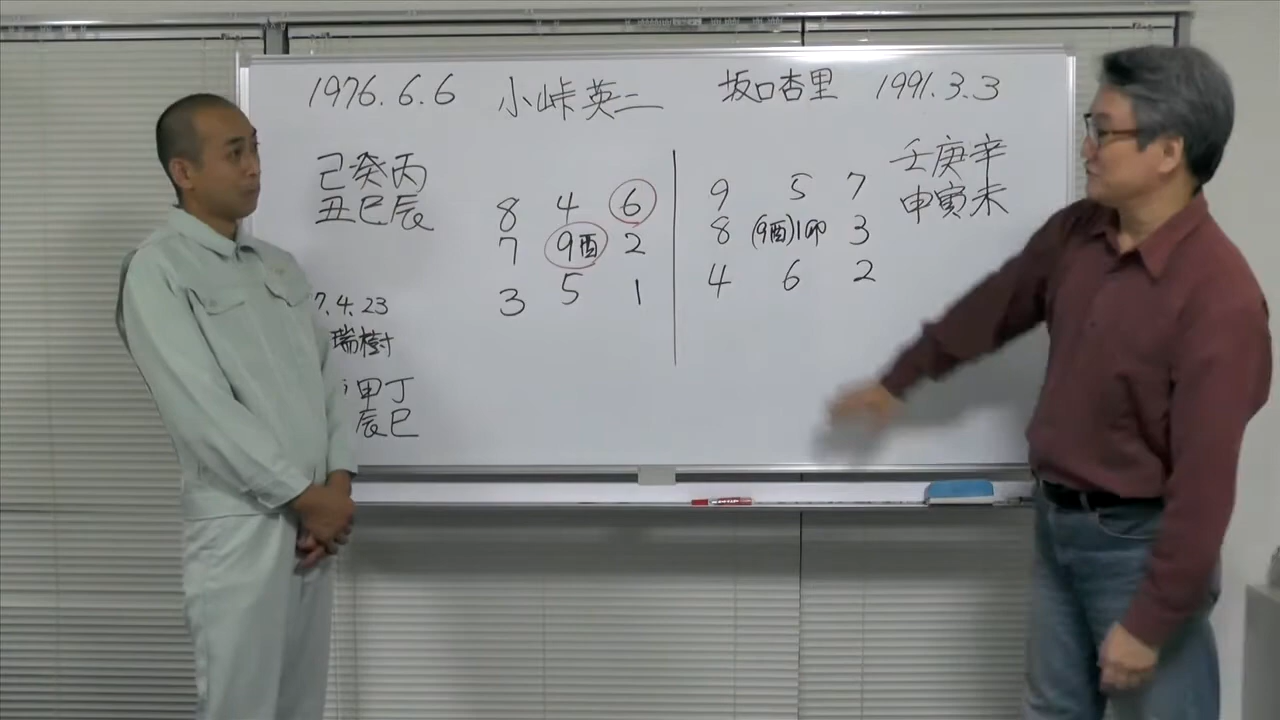 1976.6.6 小峠英二 坂口杏里 1991.3.3
己癸丙
丑巳辰
7.4.23
瑞樹
甲丁
辰巳
8 4 6
7 9酉 2
3 5 1
9 5 7
8 (9酉)1卯 3
4 6 2
壬庚辛
申寅未